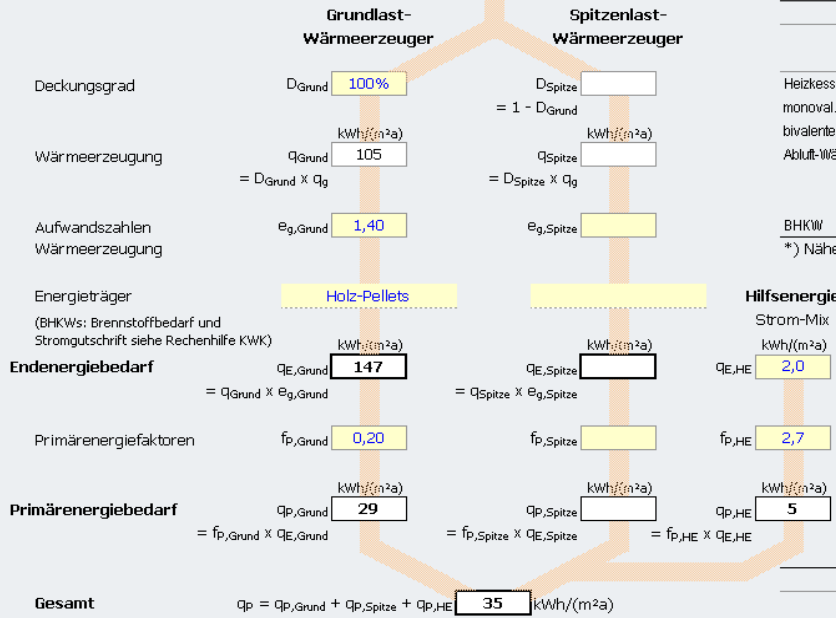 Grundlast-
Wärmeerzeuger
Spitzenlast-
Wärmeerzeuger
Deckungsgrad
DGrund 100%
DSpitze
= 1 - DGrund
kWh/(m²a)
kWh/(m²a)
Wärmeerzeugung
qGrund 105
qSpitze
= DGrund x qg
= DSpitze x qg
Heizkess
monoval.
bivalente
Abluft-Wä
Aufwandszahlen
Wärmeerzeugung
eg,Grund 1,40
eg,Spitze
BHKW
*) Nähe
Energieträger
Holz-Pellets
Hilfsenergie
Strom-Mix
(BHKWs: Brennstoffbedarf und
Stromgutschrift siehe Rechenhilfe KWK)
kWh/(m²a)
kWh/(m²a)
kWh/(m²a)
Endenergiebedarf
qE,Grund 147
qE,Spitze
qE,HE 2,0
= qGrund x eg,Grund
= qSpitze x eg,Spitze
Primärenergiefaktoren
fP,Grund 0,20
fP,Spitze
fP,HE 2,7
kWh/(m²a)
kWh/(m²a)
kWh/(m²a)
Primärenergiebedarf
qP,Grund 29
qP,Spitze
qP,HE 5
= fP,Grund x qE,Grund
= fP,Spitze x qE,Spitze
= fP,HE x qE,HE
Gesamt
qP = qP,Grund + qP,Spitze + qP,HE 35 kWh/(m²a)